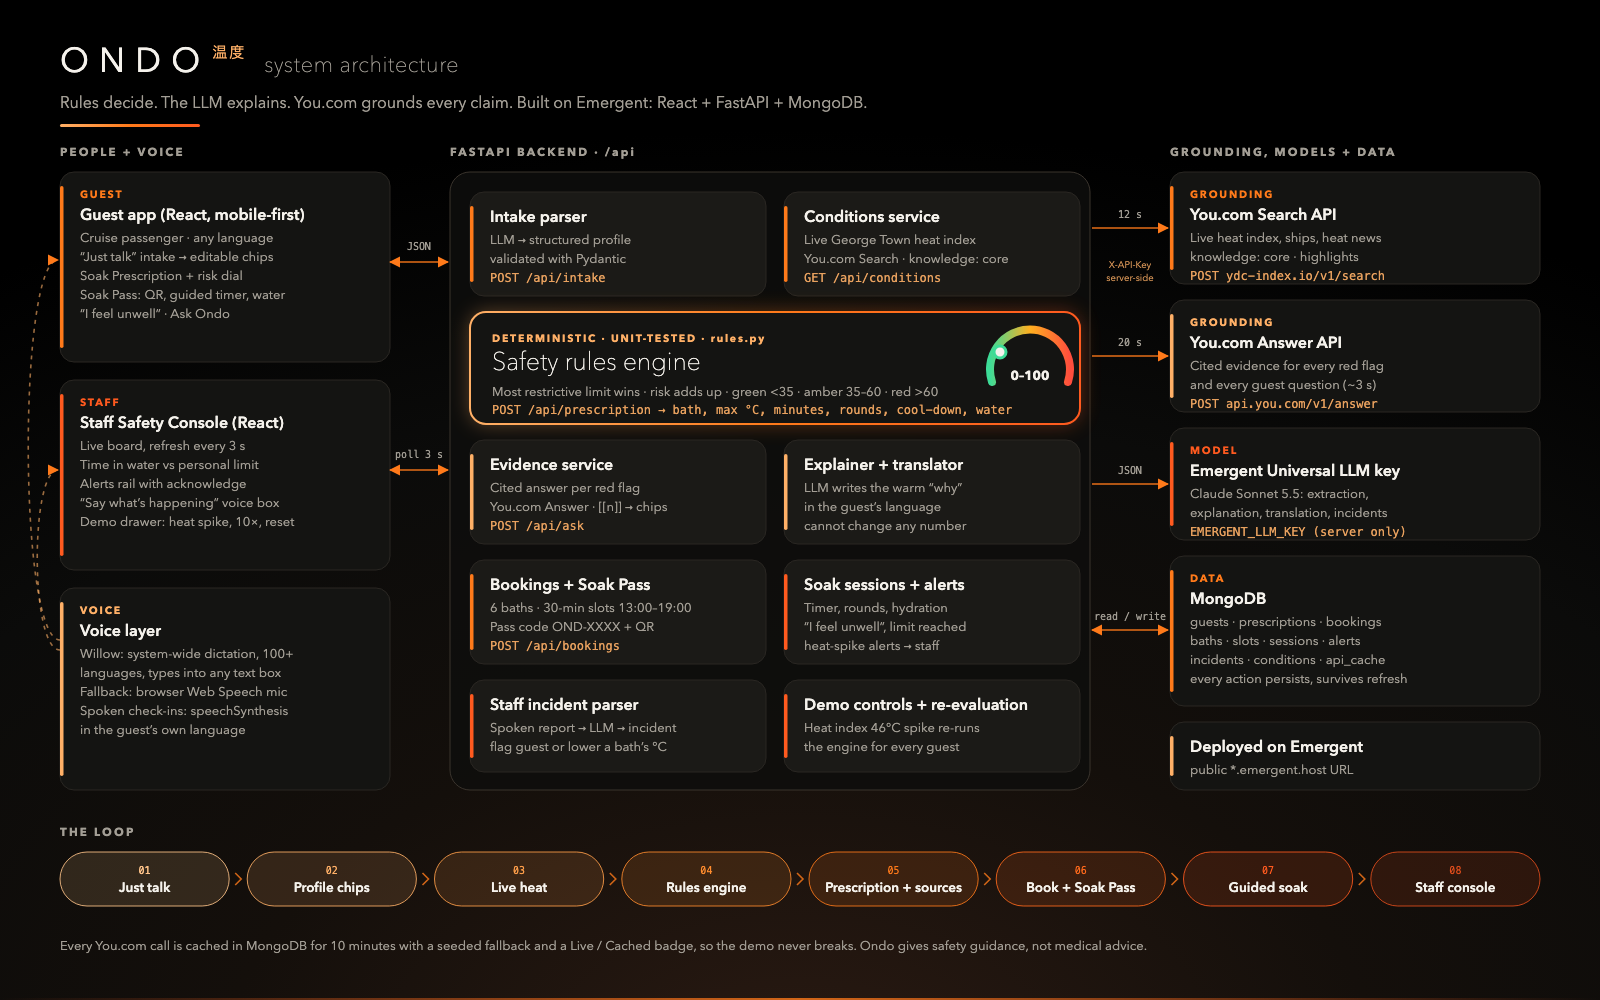 ONDO 温度 system architecture
Rules decide. The LLM explains. You.com grounds every claim. Built on Emergent: React + FastAPI + MongoDB.
PEOPLE + VOICE
GUEST
Guest app (React, mobile-first)
Cruise passenger · any language
“Just talk” intake → editable chips
Soak Prescription + risk dial
Soak Pass: QR, guided timer, water
“I feel unwell” · Ask Ondo
STAFF
Staff Safety Console (React)
Live board, refresh every 3 s
Time in water vs personal limit
Alerts rail with acknowledge
“Say what’s happening” voice box
Demo drawer: heat spike, 10×, reset
VOICE
Voice layer
Willow: system-wide dictation, 100+
languages, types into any text box
Fallback: browser Web Speech mic
Spoken check-ins: speechSynthesis
in the guest’s own language
JSON
poll 3 s
FASTAPI BACKEND · /api
Intake parser
LLM → structured profile
validated with Pydantic
POST /api/intake
Conditions service
Live George Town heat index
You.com Search · knowledge: core
GET /api/conditions
DETERMINISTIC · UNIT-TESTED · rules.py
Safety rules engine
Most restrictive limit wins · risk adds up · green <35 · amber 35–60 · red >60
POST /api/prescription → bath, max °C, minutes, rounds, cool-down, water
0–100
Evidence service
Cited answer per red flag
You.com Answer · [[n]] → chips
POST /api/ask
Explainer + translator
LLM writes the warm “why”
in the guest’s language
cannot change any number
Bookings + Soak Pass
6 baths · 30-min slots 13:00–19:00
Pass code OND-XXXX + QR
POST /api/bookings
Soak sessions + alerts
Timer, rounds, hydration
“I feel unwell”, limit reached
heat-spike alerts → staff
Staff incident parser
Spoken report → LLM → incident
flag guest or lower a bath’s °C
Demo controls + re-evaluation
Heat index 46°C spike re-runs
the engine for every guest
12 s
X-API-Key
server-side
20 s
JSON
read / write
GROUNDING, MODELS + DATA
GROUNDING
You.com Search API
Live heat index, ships, heat news
knowledge: core · highlights
POST ydc-index.io/v1/search
GROUNDING
You.com Answer API
Cited evidence for every red flag
and every guest question (~3 s)
POST api.you.com/v1/answer
MODEL
Emergent Universal LLM key
Claude Sonnet 5.5: extraction,
explanation, translation, incidents
EMERGENT_LLM_KEY (server only)
DATA
MongoDB
guests · prescriptions · bookings
baths · slots · sessions · alerts
incidents · conditions · api_cache
every action persists, survives refresh
Deployed on Emergent
public *.emergent.host URL
THE LOOP
01
Just talk
02
Profile chips
03
Live heat
04
Rules engine
05
Prescription + sources
06
Book + Soak Pass
07
Guided soak
08
Staff console
Every You.com call is cached in MongoDB for 10 minutes with a seeded fallback and a Live / Cached badge, so the demo never breaks. Ondo gives safety guidance, not medical advice.